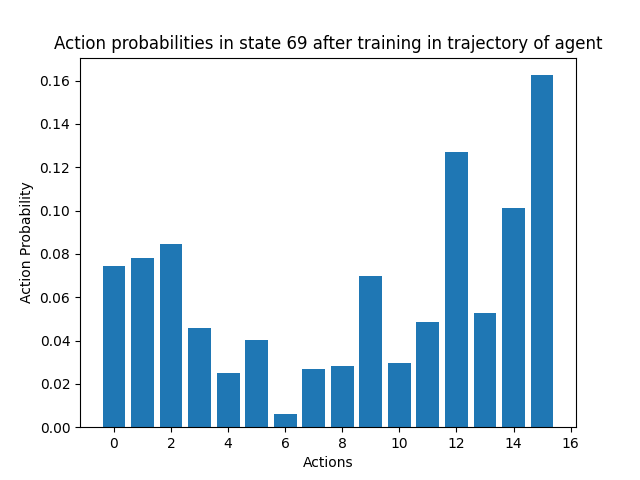 Action probabilities in state 69 after training in trajectory of agent
0.16
0.14
0.12
0.10
0.08
0.06
0.04
0.02
0.00
Action Probability
0 2 4 6 8 10 12 14 16
Actions